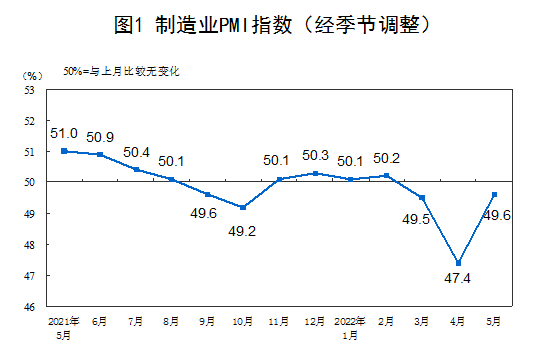 图1 制造业PMI指数（经季节调整）
（%）
50%=与上月比较无变化
53
52
51
50
49
48
47
46
51.0
50.9
50.4
50.1
49.6
49.2
50.1
50.3
50.1
50.2
49.5
47.4
49.6
2021年
5月
6月
7月
8月
9月
10月
11月
12月
2022年
1月
2月
3月
4月
5月